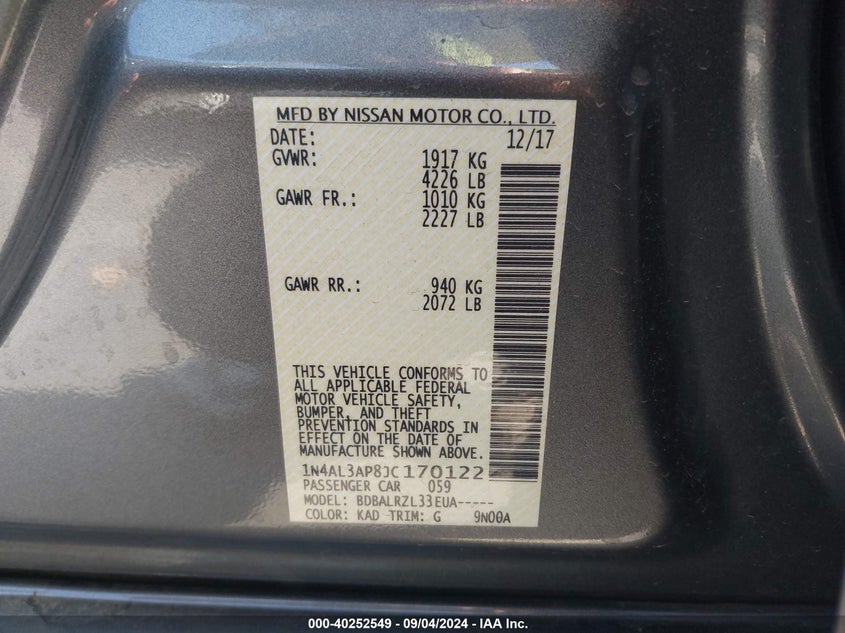 MFD BY NISSAN MOTOR CO., LTD.
DATE: 12/17
GVWR: 1917 KG
4226 LB
GAWR FR.: 1010 KG
2227 LB
GAWR RR.: 940 KG
2072 LB
THIS VEHICLE CONFORMS TO
ALL APPLICABLE FEDERAL
MOTOR VEHICLE SAFETY,
BUMPER, AND THEFT
PREVENTION STANDARDS IN
EFFECT ON THE DATE OF
MANUFACTURE SHOWN ABOVE.
1N4AL3AP8JC170122
PASSENGER CAR 059
MODEL: BDBALRZL33EUA-----
COLOR: KAD TRIM: G 9N00A
000-40252549 - 09/04/2024 - IAA Inc.